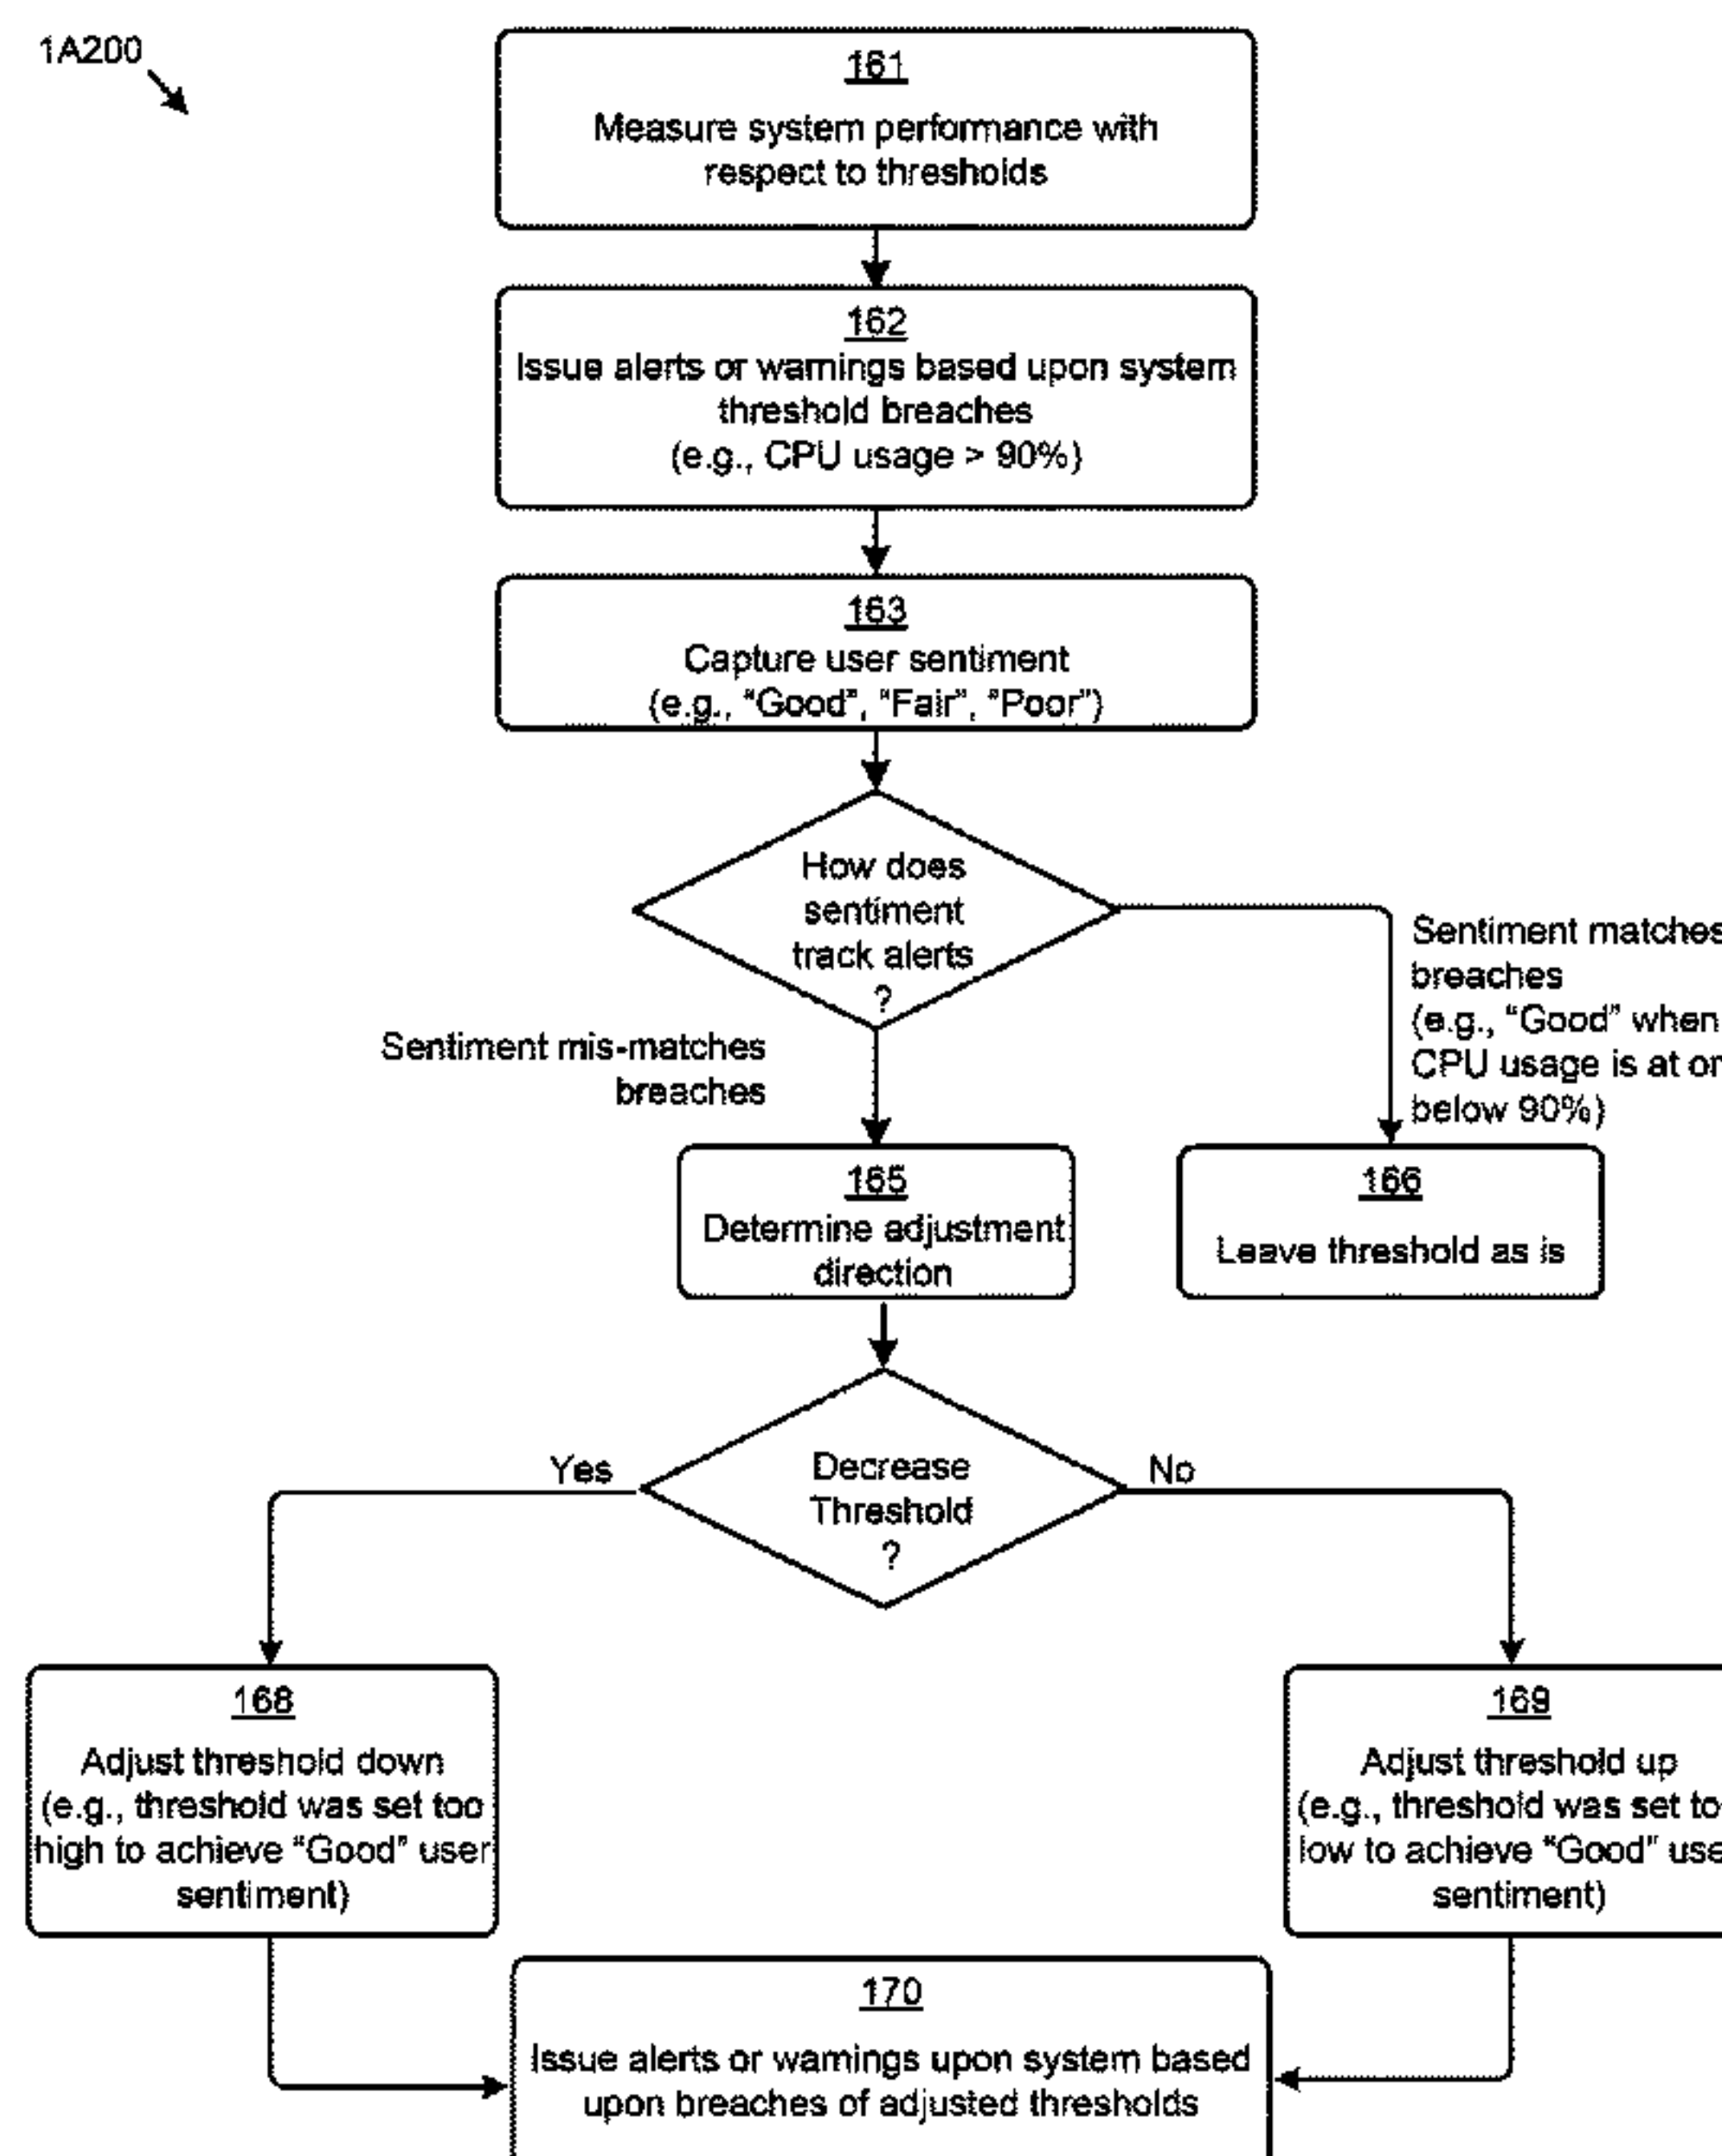 1A200
161
Measure system performance with
respect to thresholds
162
Issue alerts or warnings based upon system
threshold breaches
(e.g., CPU usage > 90%)
163
Capture user sentiment
(e.g., “Good”, “Fair”, “Poor”)
How does
sentiment
track alerts
?
Sentiment matches
breaches
(e.g., “Good” when
CPU usage is at or
below 90%)
Sentiment mis-matches
breaches
165
Determine adjustment
direction
166
Leave threshold as is
Decrease
Threshold
?
Yes
No
168
Adjust threshold down
(e.g., threshold was set too
high to achieve “Good” user
sentiment)
169
Adjust threshold up
(e.g., threshold was set to
low to achieve “Good” use
sentiment)
170
Issue alerts or warnings upon system based
upon breaches of adjusted thresholds